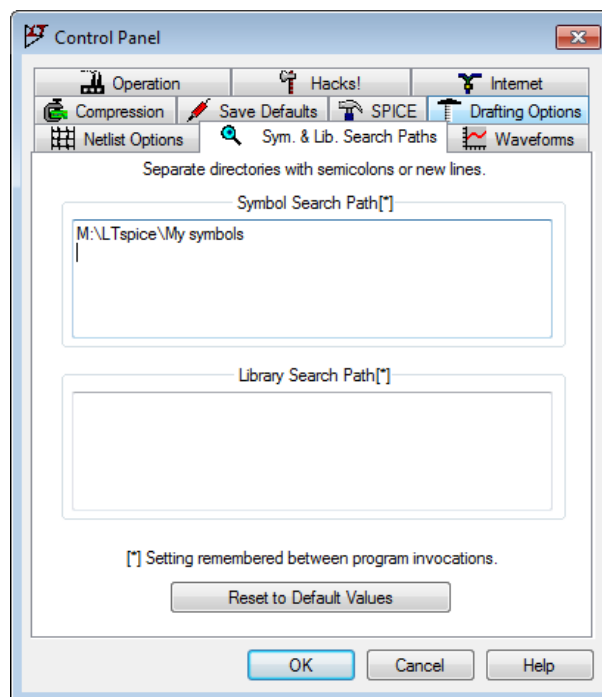 Control Panel
Operation
Hacks!
Internet
Compression
Save Defaults
SPICE
Drafting Options
Netlist Options
Sym. & Lib. Search Paths
Waveforms
Separate directories with semicolons or new lines.
Symbol Search Path[*]
M:\LTspice\My symbols
Library Search Path[*]
[*] Setting remembered between program invocations.
Reset to Default Values
OK
Cancel
Help